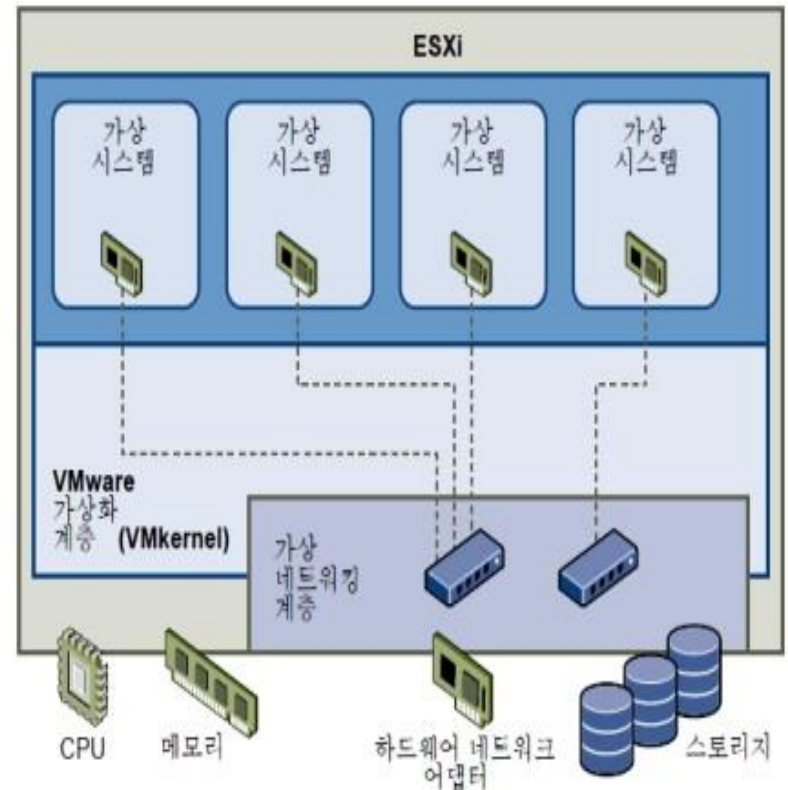 ESXi
가상
시스템
가상
시스템
가상
시스템
가상
시스템
VMware
가상화
계층 (VMkernel)
가상
네트워킹
계층
CPU
메모리
하드웨어 네트워크
어댑터
스토리지